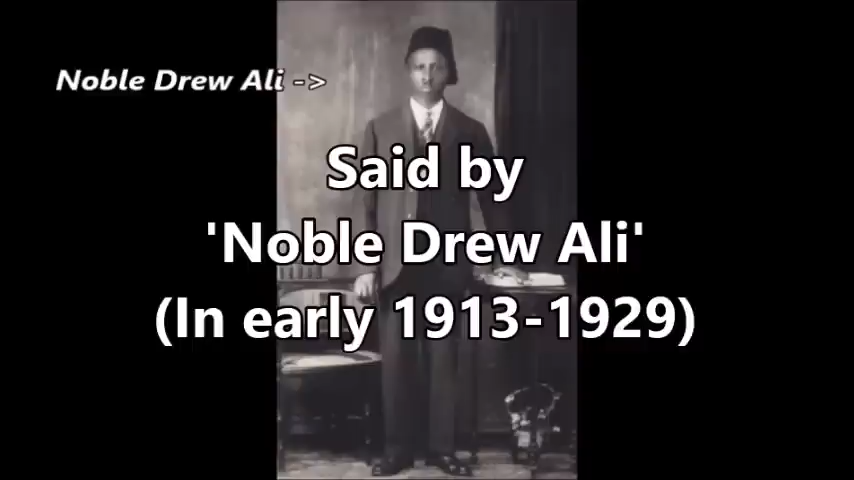 Noble Drew Ali ->
Said by
'Noble Drew Ali'
(In early 1913-1929)